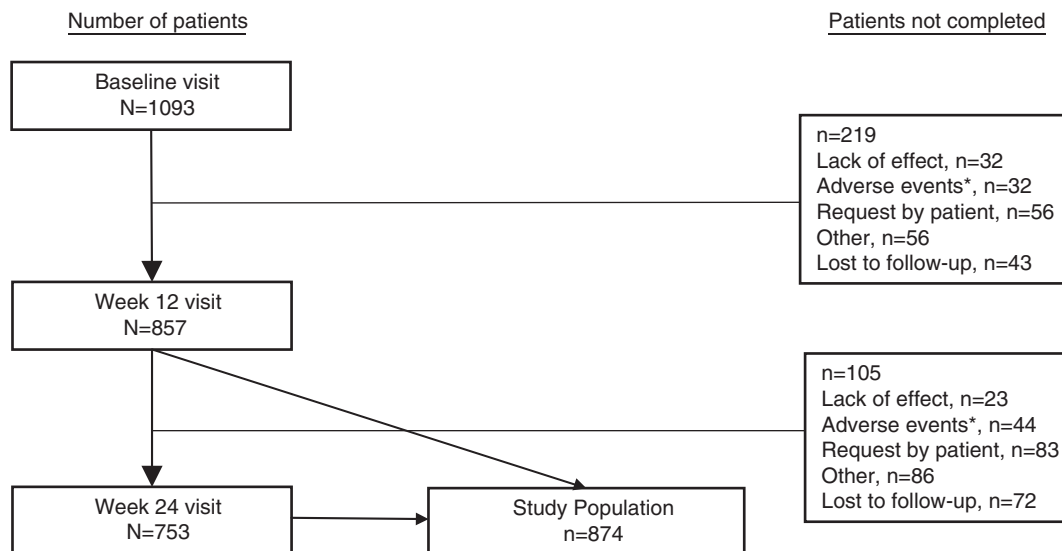 Number of patients
Patients not completed
Baseline visit
N=1093
n=219
Lack of effect, n=32
Adverse events*, n=32
Request by patient, n=56
Other, n=56
Lost to follow-up, n=43
Week 12 visit
N=857
n=105
Lack of effect, n=23
Adverse events*, n=44
Request by patient, n=83
Other, n=86
Lost to follow-up, n=72
Week 24 visit
N=753
Study Population
n=874